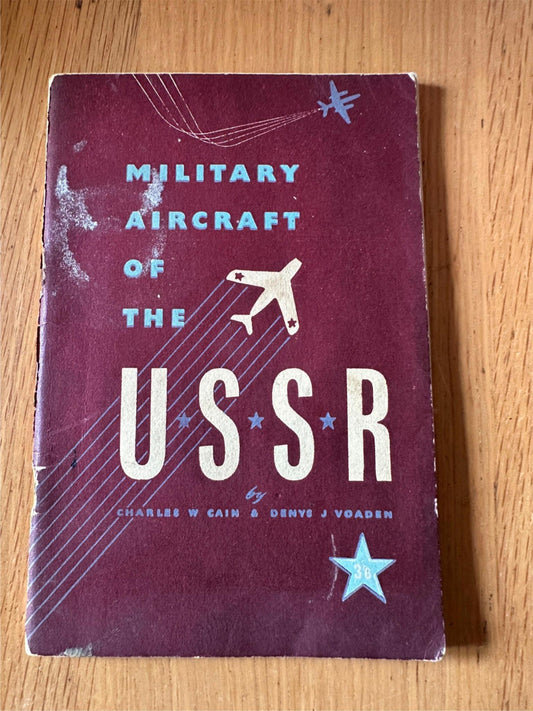 MILITARY
AIRCRAFT
OF
THE
U★S★S★R
by
CHARLES W CAIN & DENYS J VOADEN
3'6